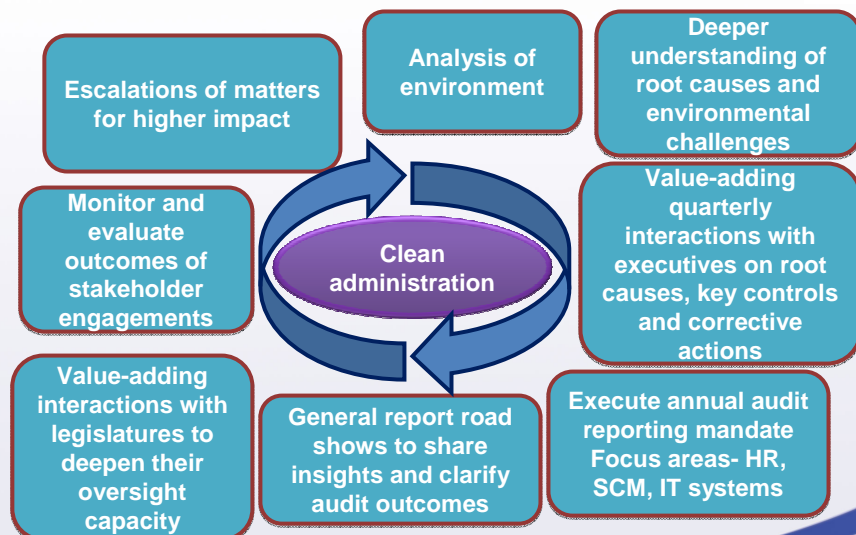 Analysis of
environment
Deeper
understanding of
root causes and
environmental
challenges
Value-adding
quarterly
interactions with
executives on root
causes, key controls
and corrective
actions
Execute annual audit
reporting mandate
Focus areas- HR,
SCM, IT systems
General report road
shows to share
insights and clarify
audit outcomes
Value-adding
interactions with
legislatures to
deepen their
oversight
capacity
Monitor and
evaluate
outcomes of
stakeholder
engagements
Escalations of matters
for higher impact
Clean
administration